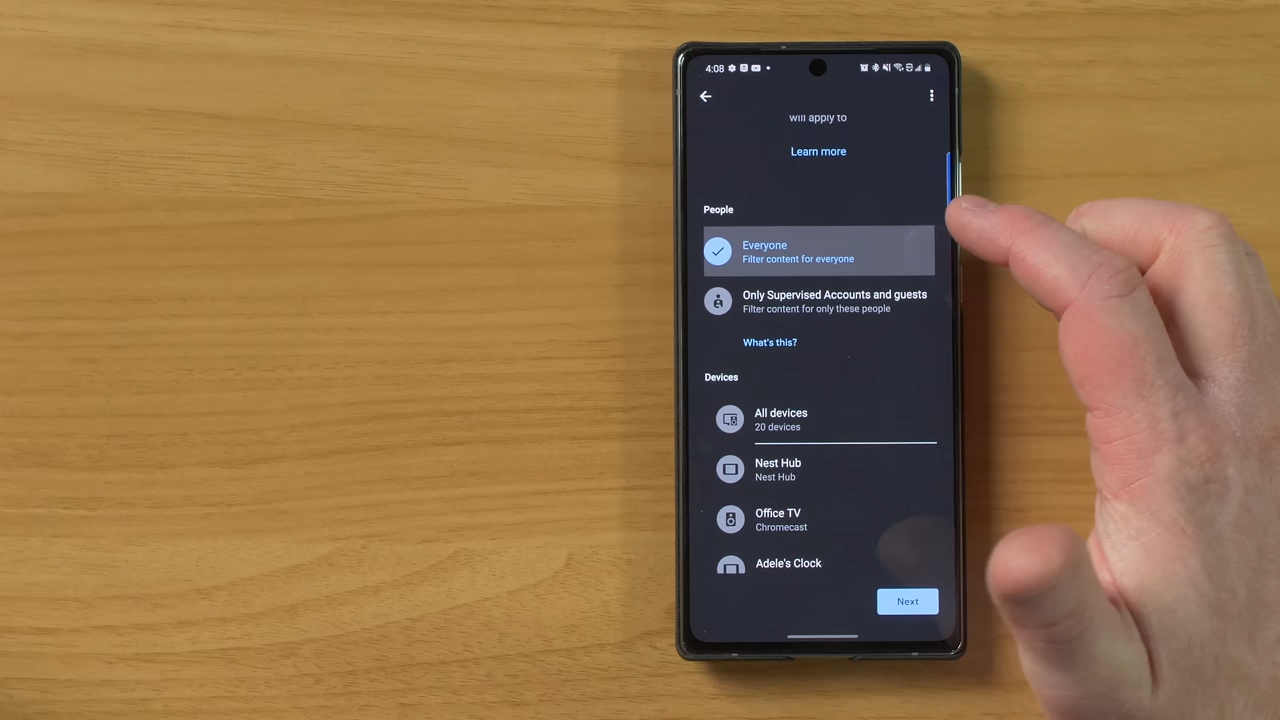 4:08
will apply to
Learn more
People
Everyone
Filter content for everyone
Only Supervised Accounts and guests
Filter content for only these people
What's this?
Devices
All devices
20 devices
Nest Hub
Nest Hub
Office TV
Chromecast
Adele's Clock
Next